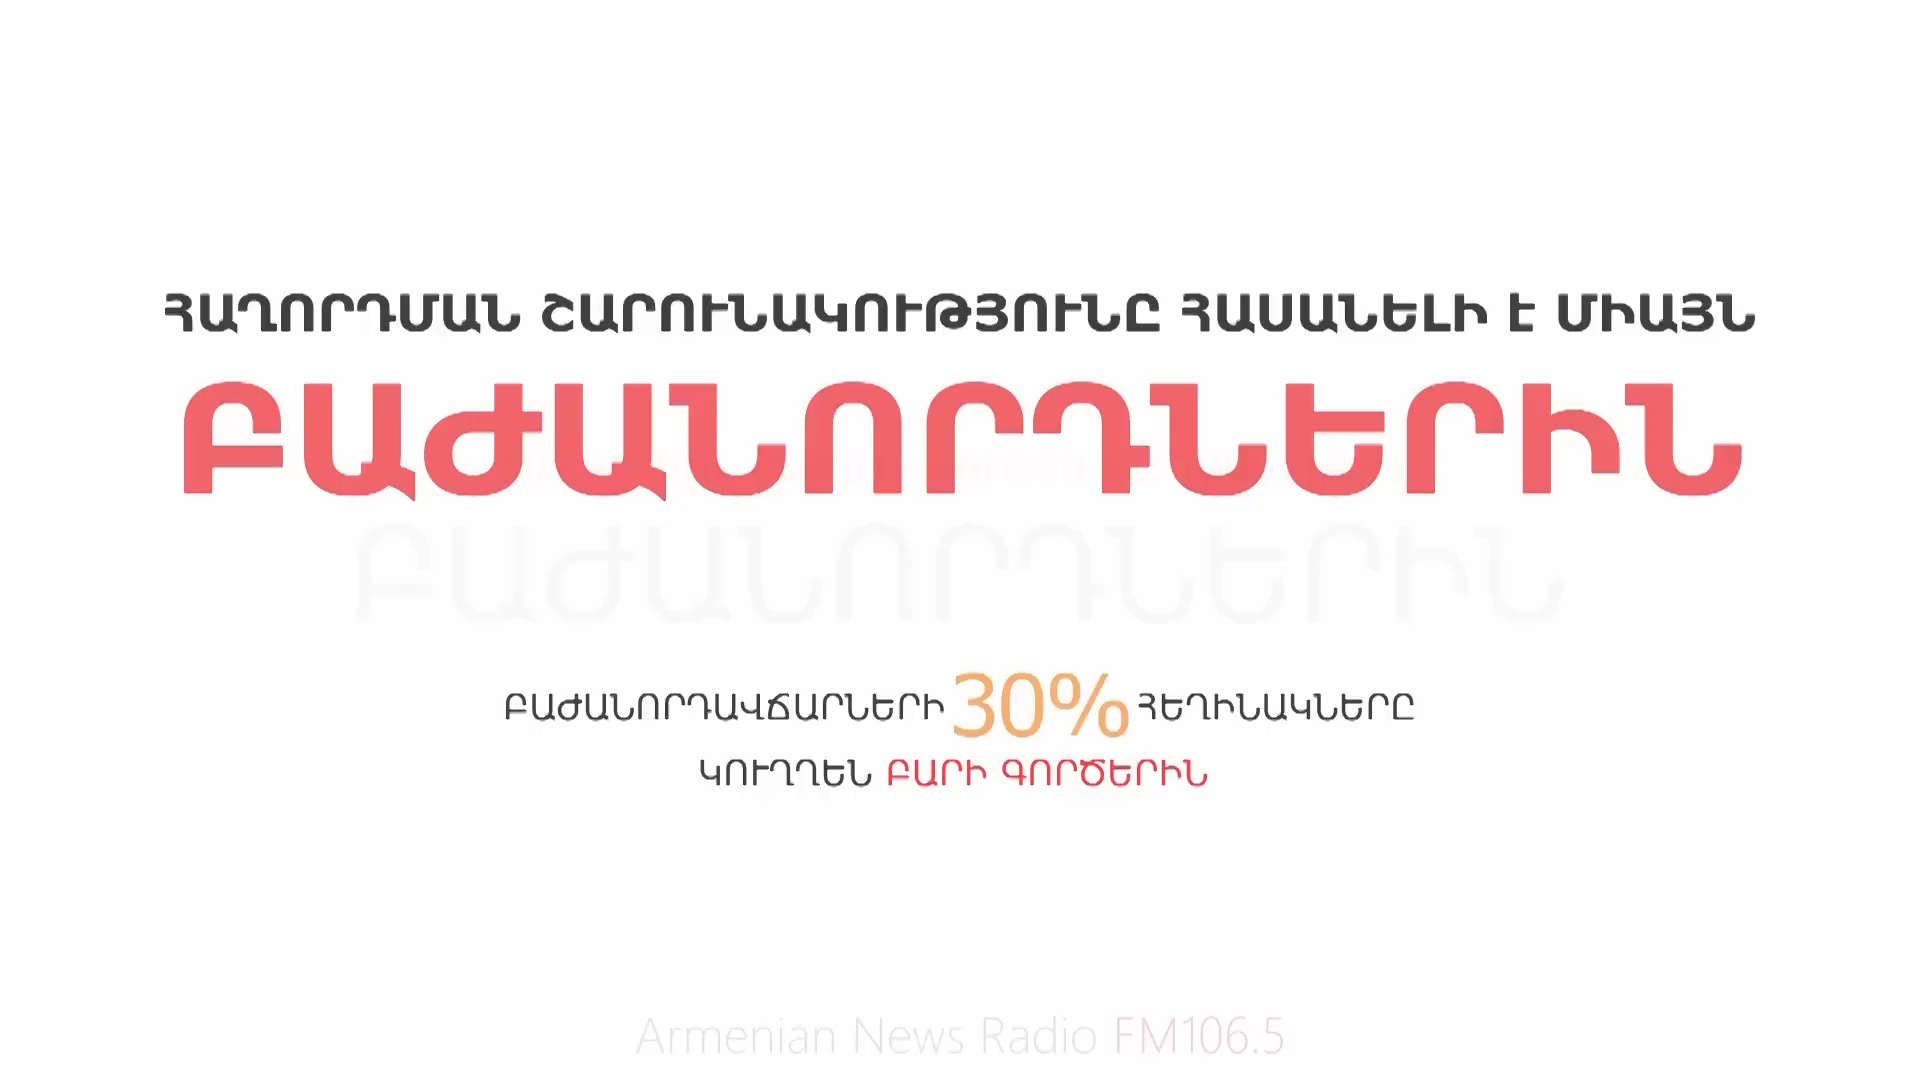 ՀԱՂՈՐԴՄԱՆ ՇԱՐՈՒՆԱԿՈՒԹՅՈՒՆԸ ՀԱՍԱՆԵԼԻ Է ՄԻԱՅՆ
ԲԱԺԱՆՈՐԴՆԵՐԻՆ
ԲԱԺԱՆՈՐԴՆԵՐԻՆ
ԲԱԺԱՆՈՐԴԱՎՃԱՐՆԵՐԻ 30% ՀԵՂԻՆԱԿՆԵՐԸ
ԿՈՒՂՂԵՆ ԲԱՐԻ ԳՈՐԾԵՐԻՆ
Armenian News Radio FM106.5